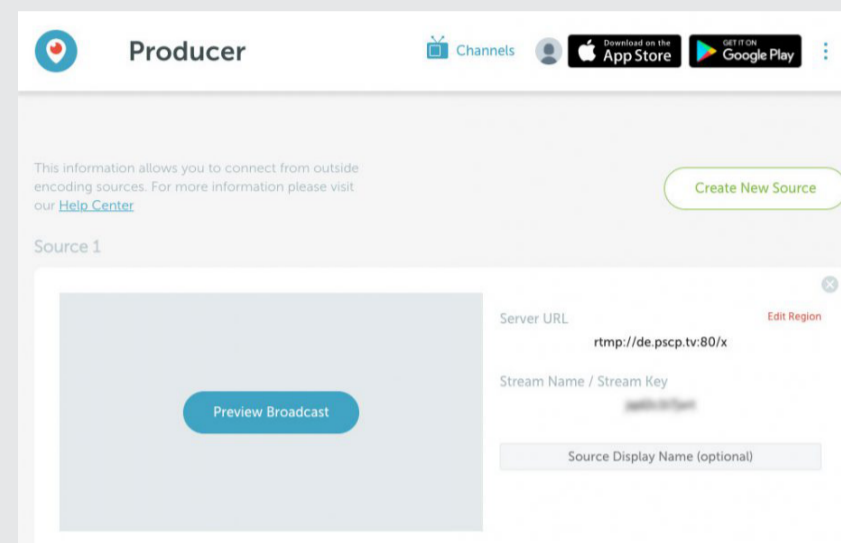 Producer
Channels
Download on the
App Store
GET IT ON
Google Play
This information allows you to connect from outside
encoding sources. For more information please visit
our Help Center
Create New Source
Source 1
Server URL
Edit Region
rtmp://de.pscp.tv:80/x
Stream Name / Stream Key
Preview Broadcast
Source Display Name (optional)